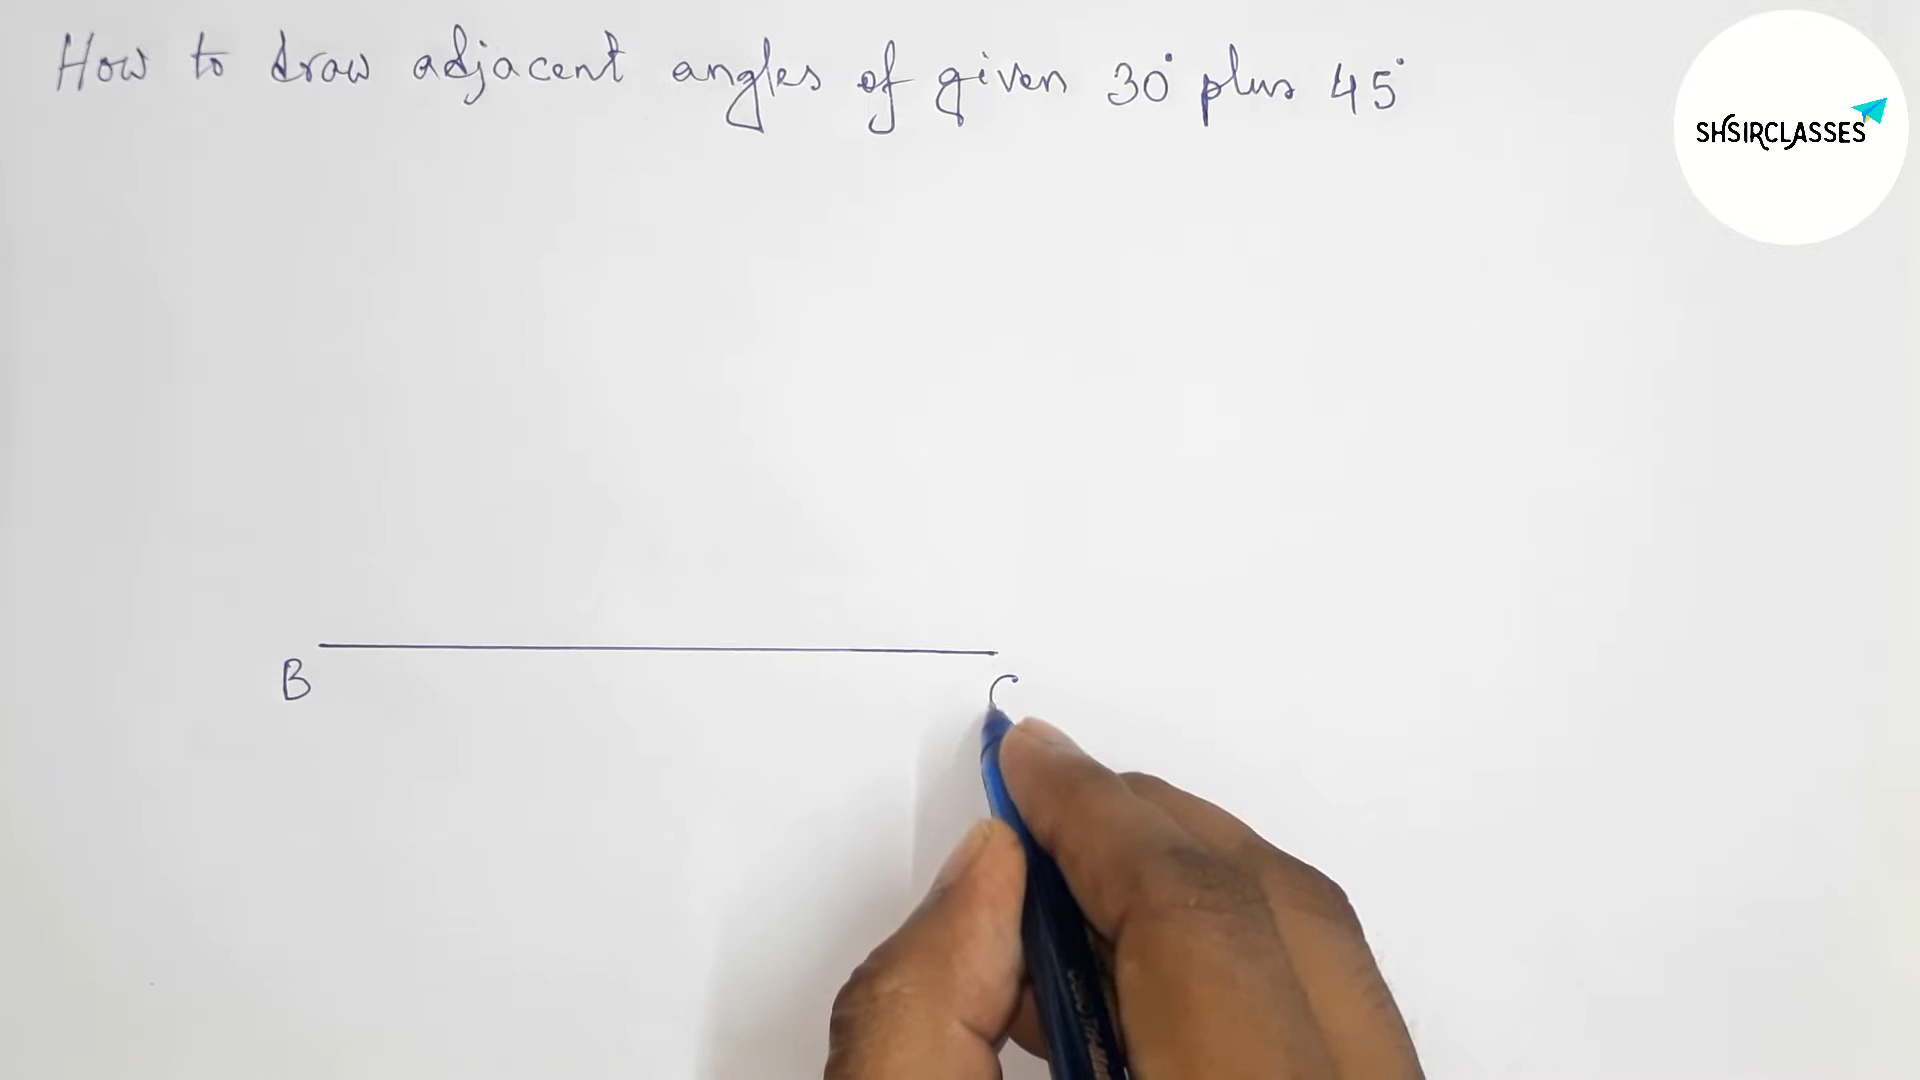 How to draw adjacent angles of given 30° plus 45°
SHSIRCLASSES
B
C